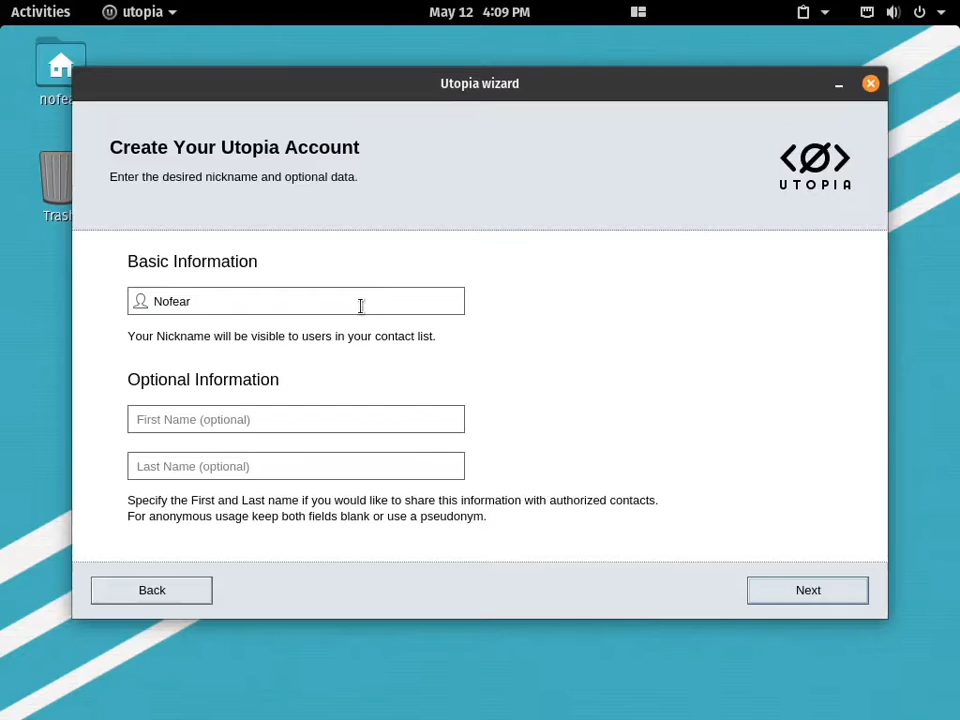 Activities
utopia
May 12 4:09 PM
nofea
Trash
Utopia wizard
Create Your Utopia Account
Enter the desired nickname and optional data.
UTOPIA
Basic Information
Nofear
Your Nickname will be visible to users in your contact list.
Optional Information
First Name (optional)
Last Name (optional)
Specify the First and Last name if you would like to share this information with authorized contacts.
For anonymous usage keep both fields blank or use a pseudonym.
Back
Next